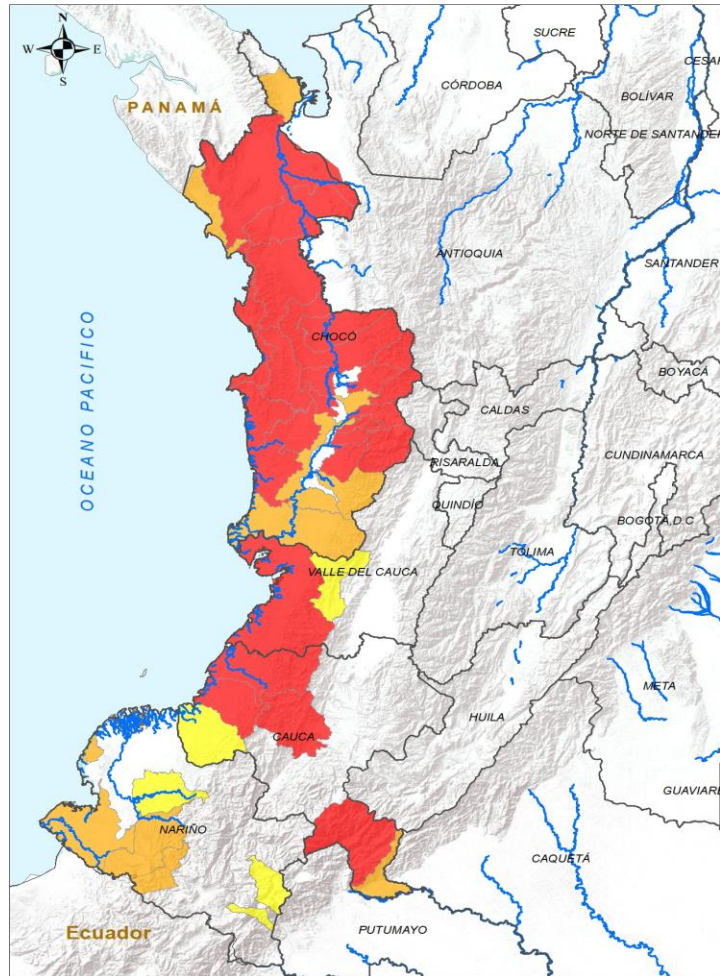 N
W E
S
SUCRE
CESAR
CÓRDOBA
BOLÍVAR
PANAMÁ
NORTE DE SANTANDER
ANTIOQUIA
SANTANDER
OCEANO PACIFICO
CHOCÓ
BOYACÁ
CALDAS
CUNDINAMARCA
RISARALDA
QUINDÍO
BOGOTÁ,D.C
TOLIMA
VALLE DEL CAUCA
META
HUILA
CAUCA
GUAVIARE
NARIÑO
CAQUETÁ
Ecuador
PUTUMAYO